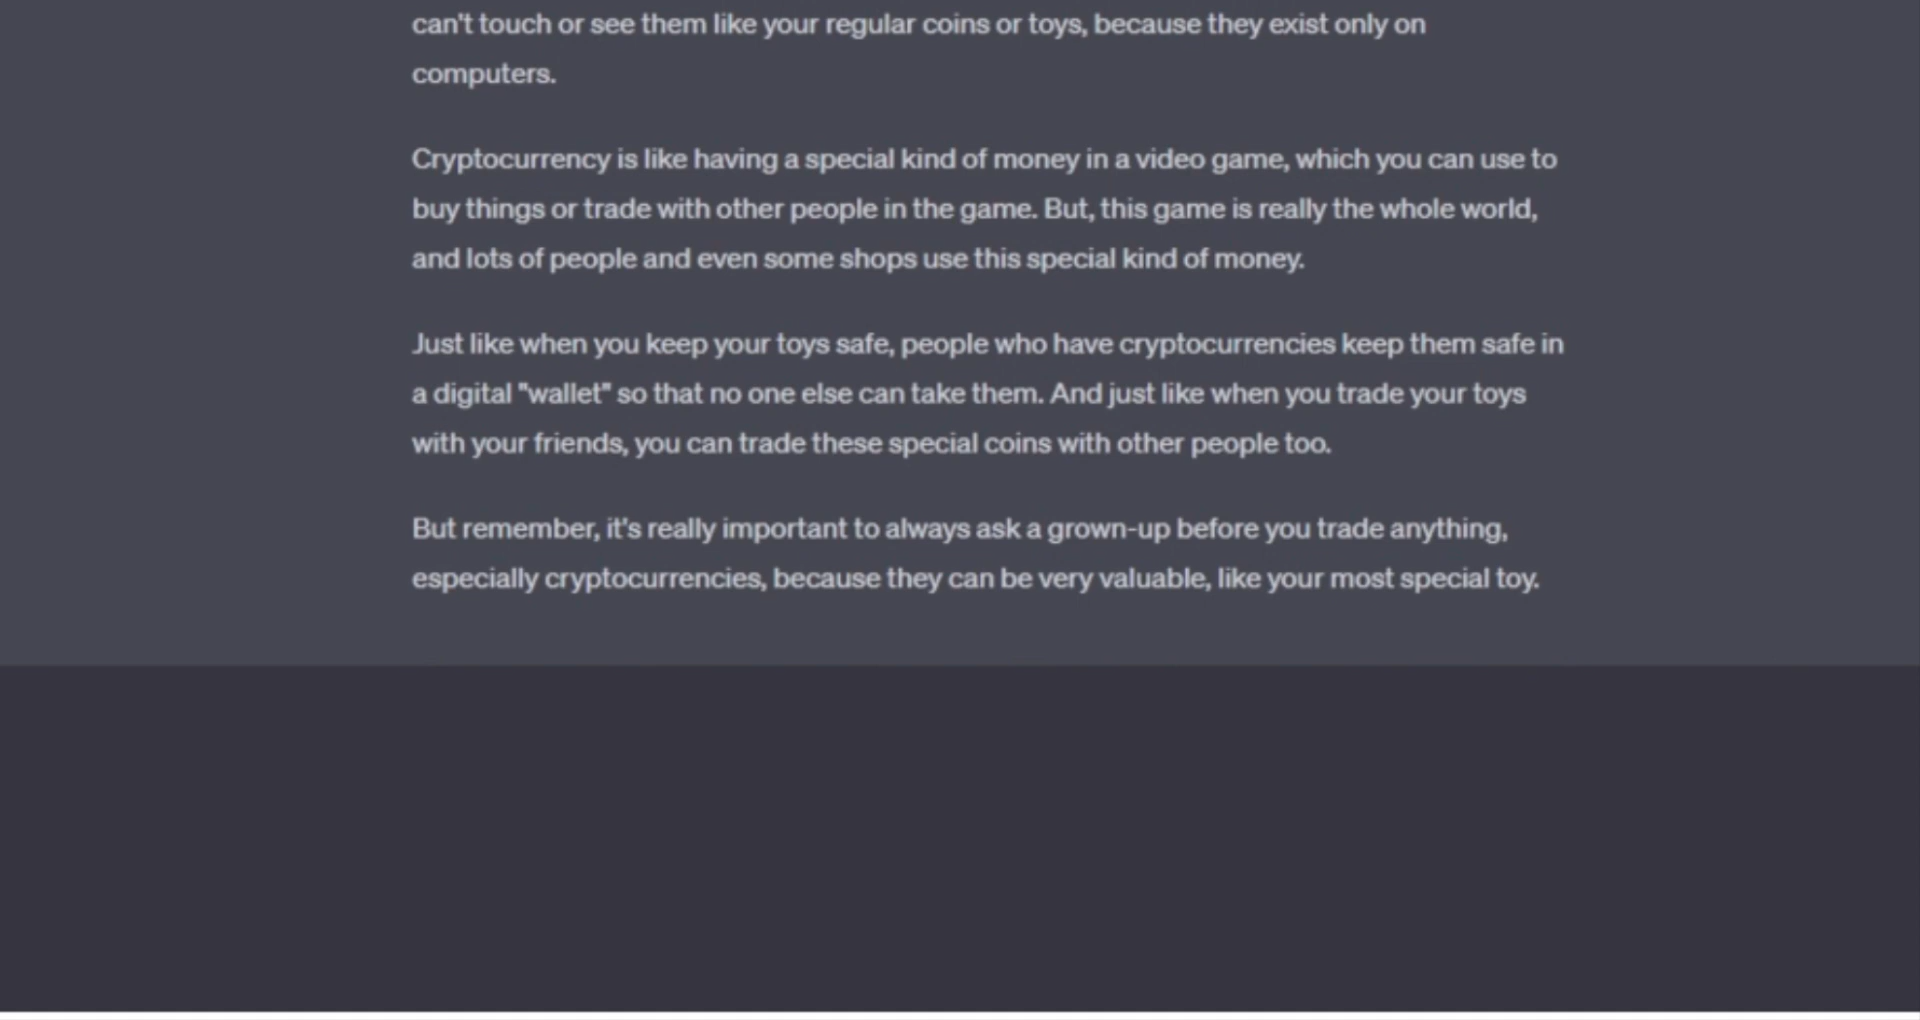 can't touch or see them like your regular coins or toys, because they exist only on
computers.
Cryptocurrency is like having a special kind of money in a video game, which you can use to
buy things or trade with other people in the game. But, this game is really the whole world,
and lots of people and even some shops use this special kind of money.
Just like when you keep your toys safe, people who have cryptocurrencies keep them safe in
a digital "wallet" so that no one else can take them. And just like when you trade your toys
with your friends, you can trade these special coins with other people too.
But remember, it's really important to always ask a grown-up before you trade anything,
especially cryptocurrencies, because they can be very valuable, like your most special toy.